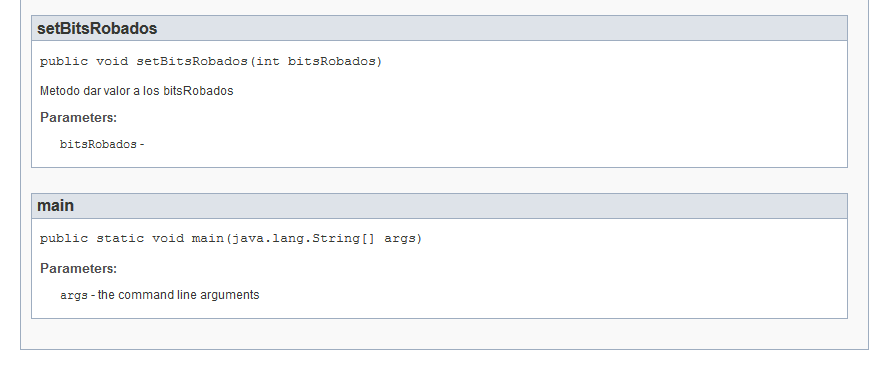 setBitsRobados
public void setBitsRobados(int bitsRobados)
Metodo dar valor a los bitsRobados
Parameters:
bitsRobados -
main
public static void main(java.lang.String[] args)
Parameters:
args - the command line arguments